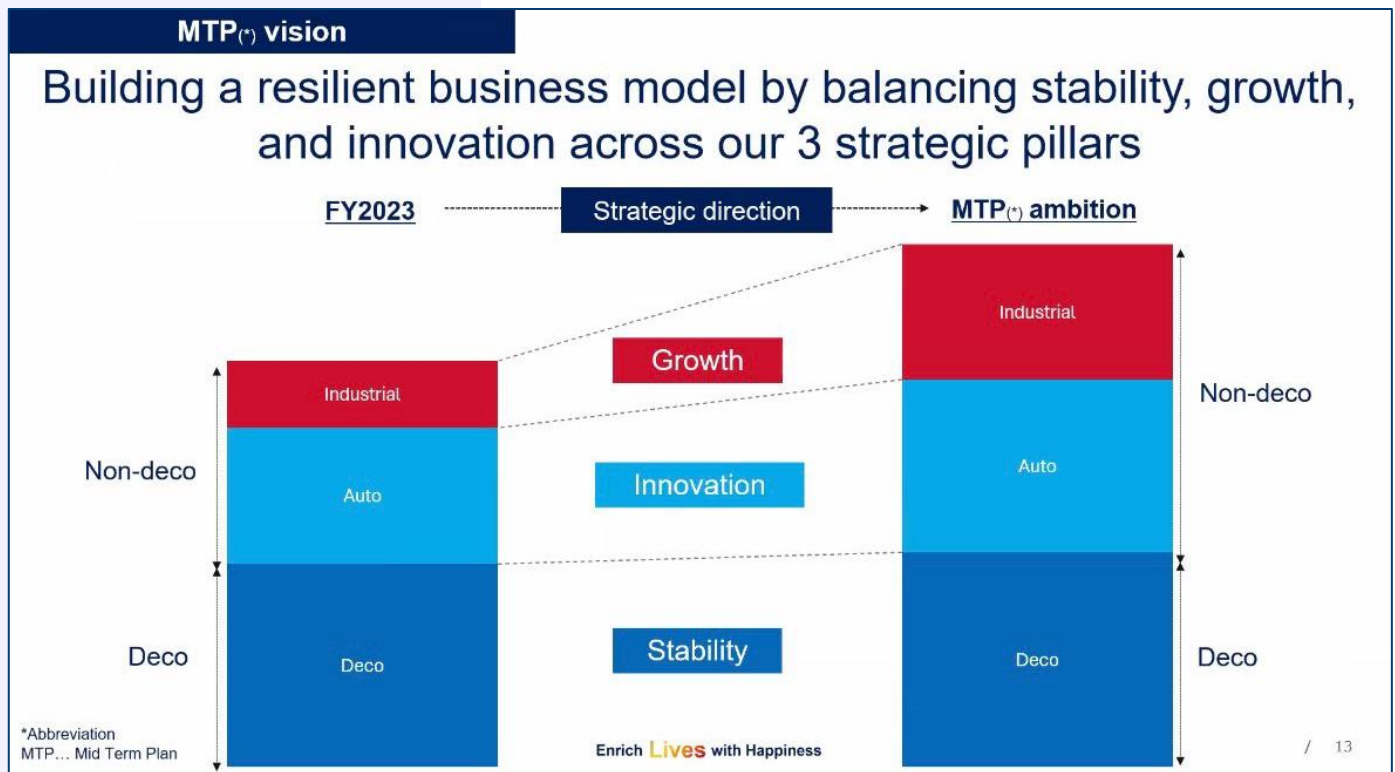 MTP(*) vision
Building a resilient business model by balancing stability, growth,
and innovation across our 3 strategic pillars
FY2023
Strategic direction
MTP(*) ambition
Industrial
Growth
Industrial
Non-deco
Auto
Innovation
Auto
Non-deco
Deco
Deco
Stability
Deco
Deco
*Abbreviation
MTP... Mid Term Plan
Enrich Lives with Happiness
/ 13